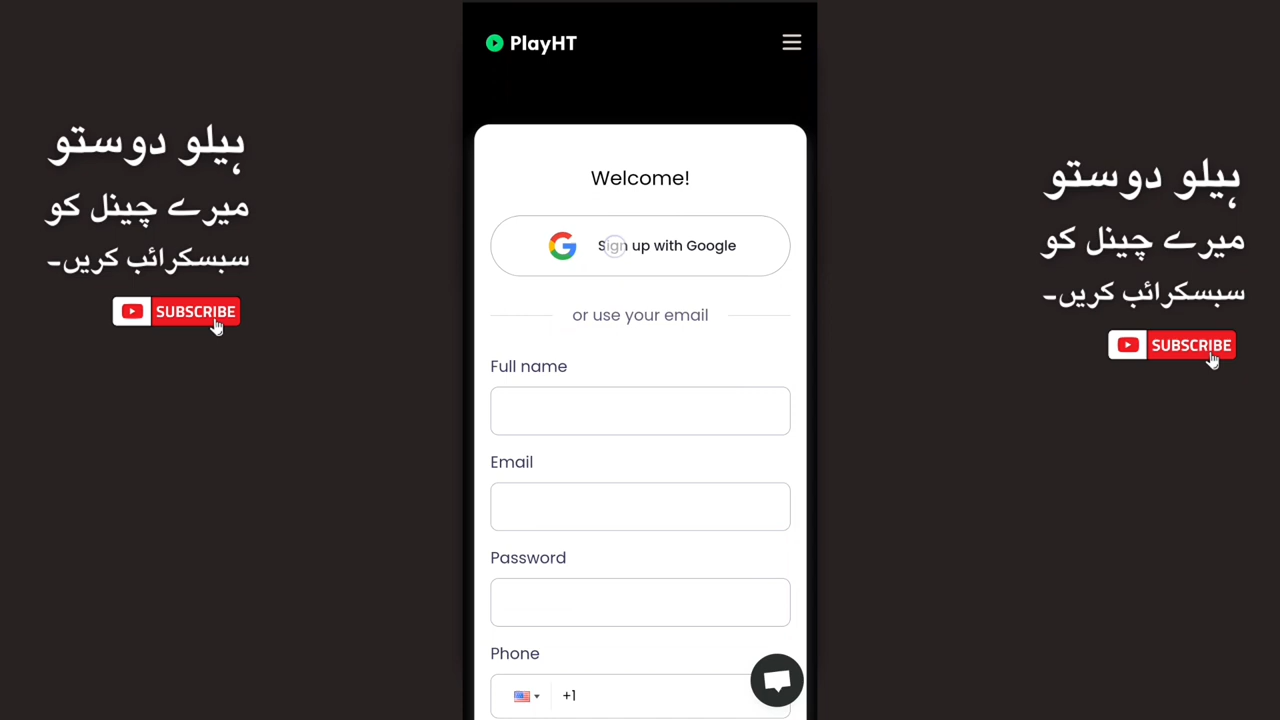 PlayHT
ہیلو دوستو
میرے چینل کو
سبسکرائب کریں۔
SUBSCRIBE
Welcome!
Sign up with Google
or use your email
Full name
Email
Password
Phone
+1
ہیلو دوستو
میرے چینل کو
سبسکرائب کریں۔
SUBSCRIBE